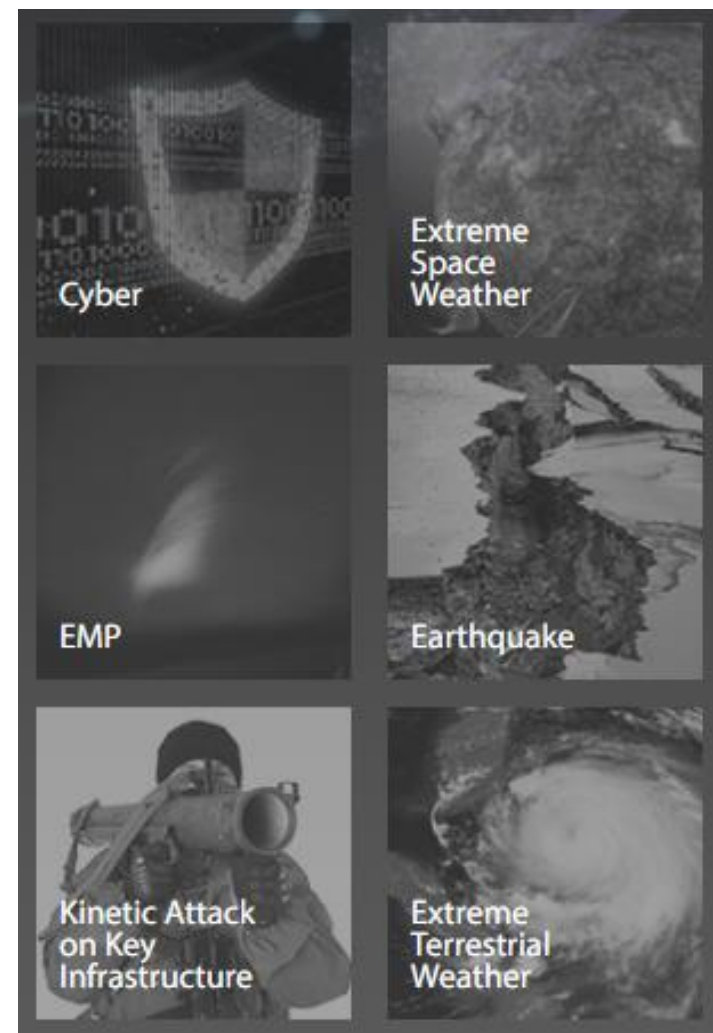 Cyber
Extreme
Space
Weather
EMP
Earthquake
Kinetic Attack
on Key
Infrastructure
Extreme
Terrestrial
Weather